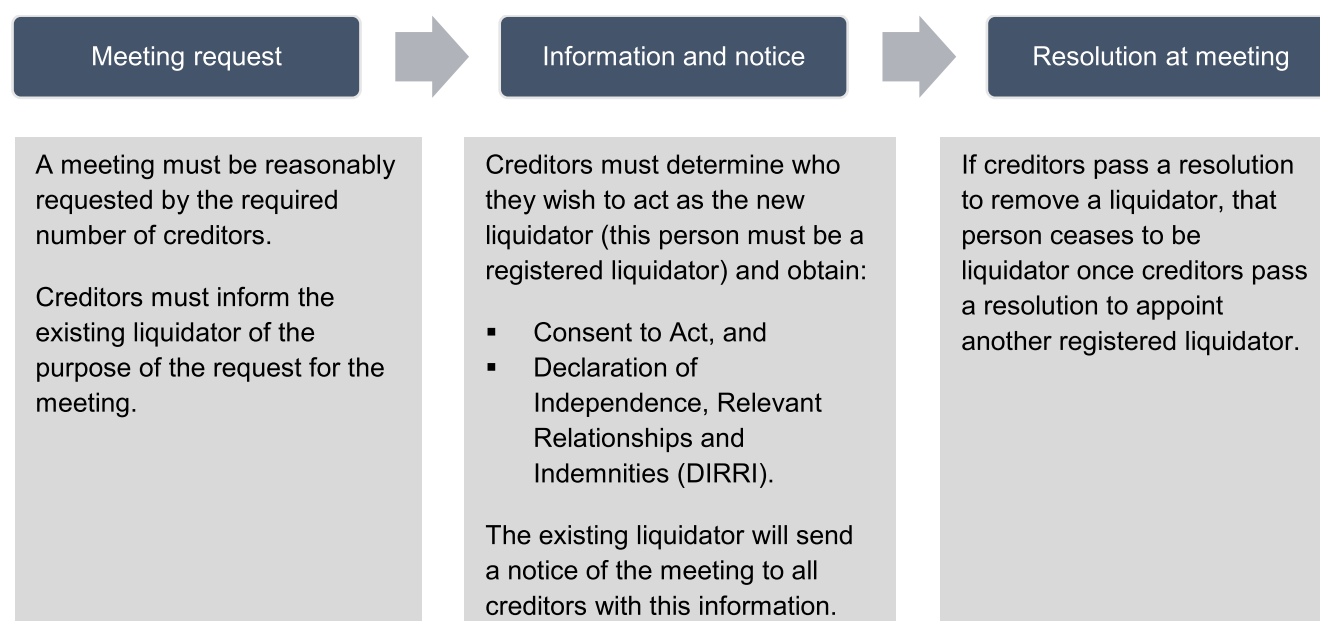 Meeting request
Information and notice
Resolution at meeting
A meeting must be reasonably
requested by the required
number of creditors.
Creditors must inform the
existing liquidator of the
purpose of the request for the
meeting.
Creditors must determine who
they wish to act as the new
liquidator (this person must be a
registered liquidator) and obtain:
▪ Consent to Act, and
▪ Declaration of
Independence, Relevant
Relationships and
Indemnities (DIRRI).
The existing liquidator will send
a notice of the meeting to all
creditors with this information.
If creditors pass a resolution
to remove a liquidator, that
person ceases to be
liquidator once creditors pass
a resolution to appoint
another registered liquidator.